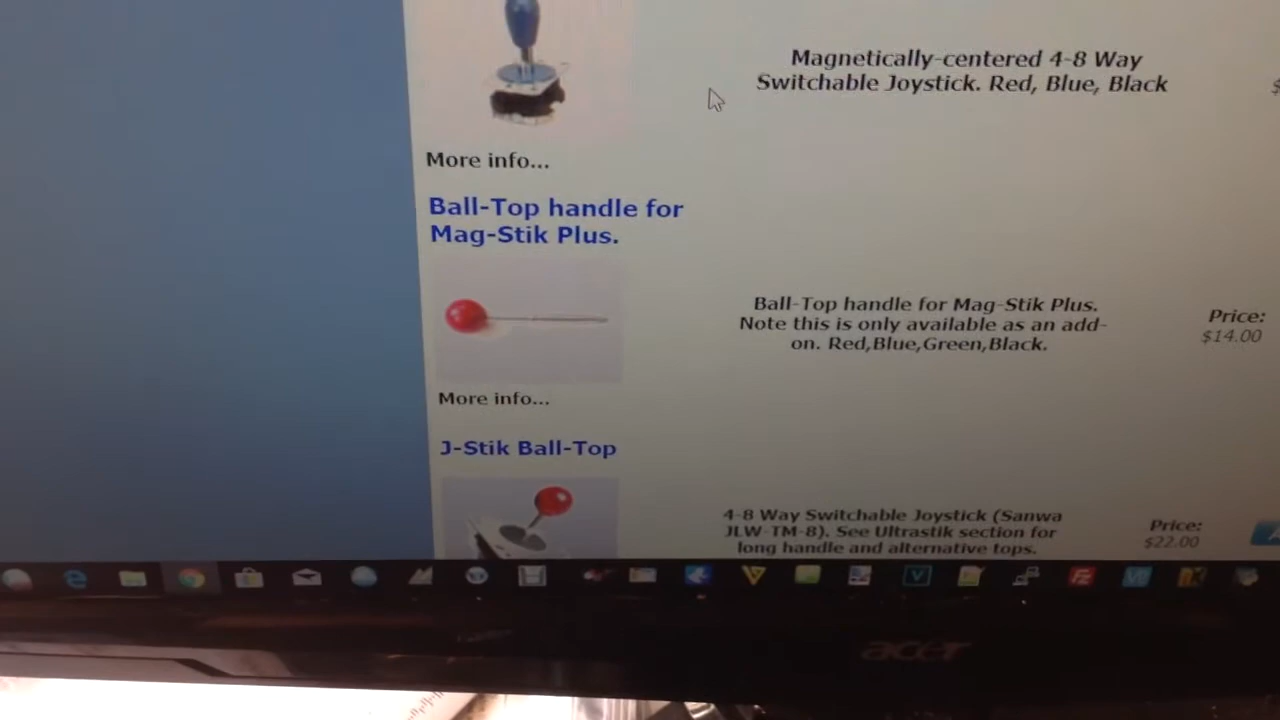 Magnetically-centered 4-8 Way
Switchable Joystick. Red, Blue, Black
$
More info...
Ball-Top handle for
Mag-Stik Plus.
Ball-Top handle for Mag-Stik Plus.
Note this is only available as an add-
on. Red,Blue,Green,Black.
Price:
$14.00
More info...
J-Stik Ball-Top
4-8 Way Switchable Joystick (Sanwa
JLW-TM-8). See Ultrastik section for
long handle and alternative tops.
Price:
$22.00
acer